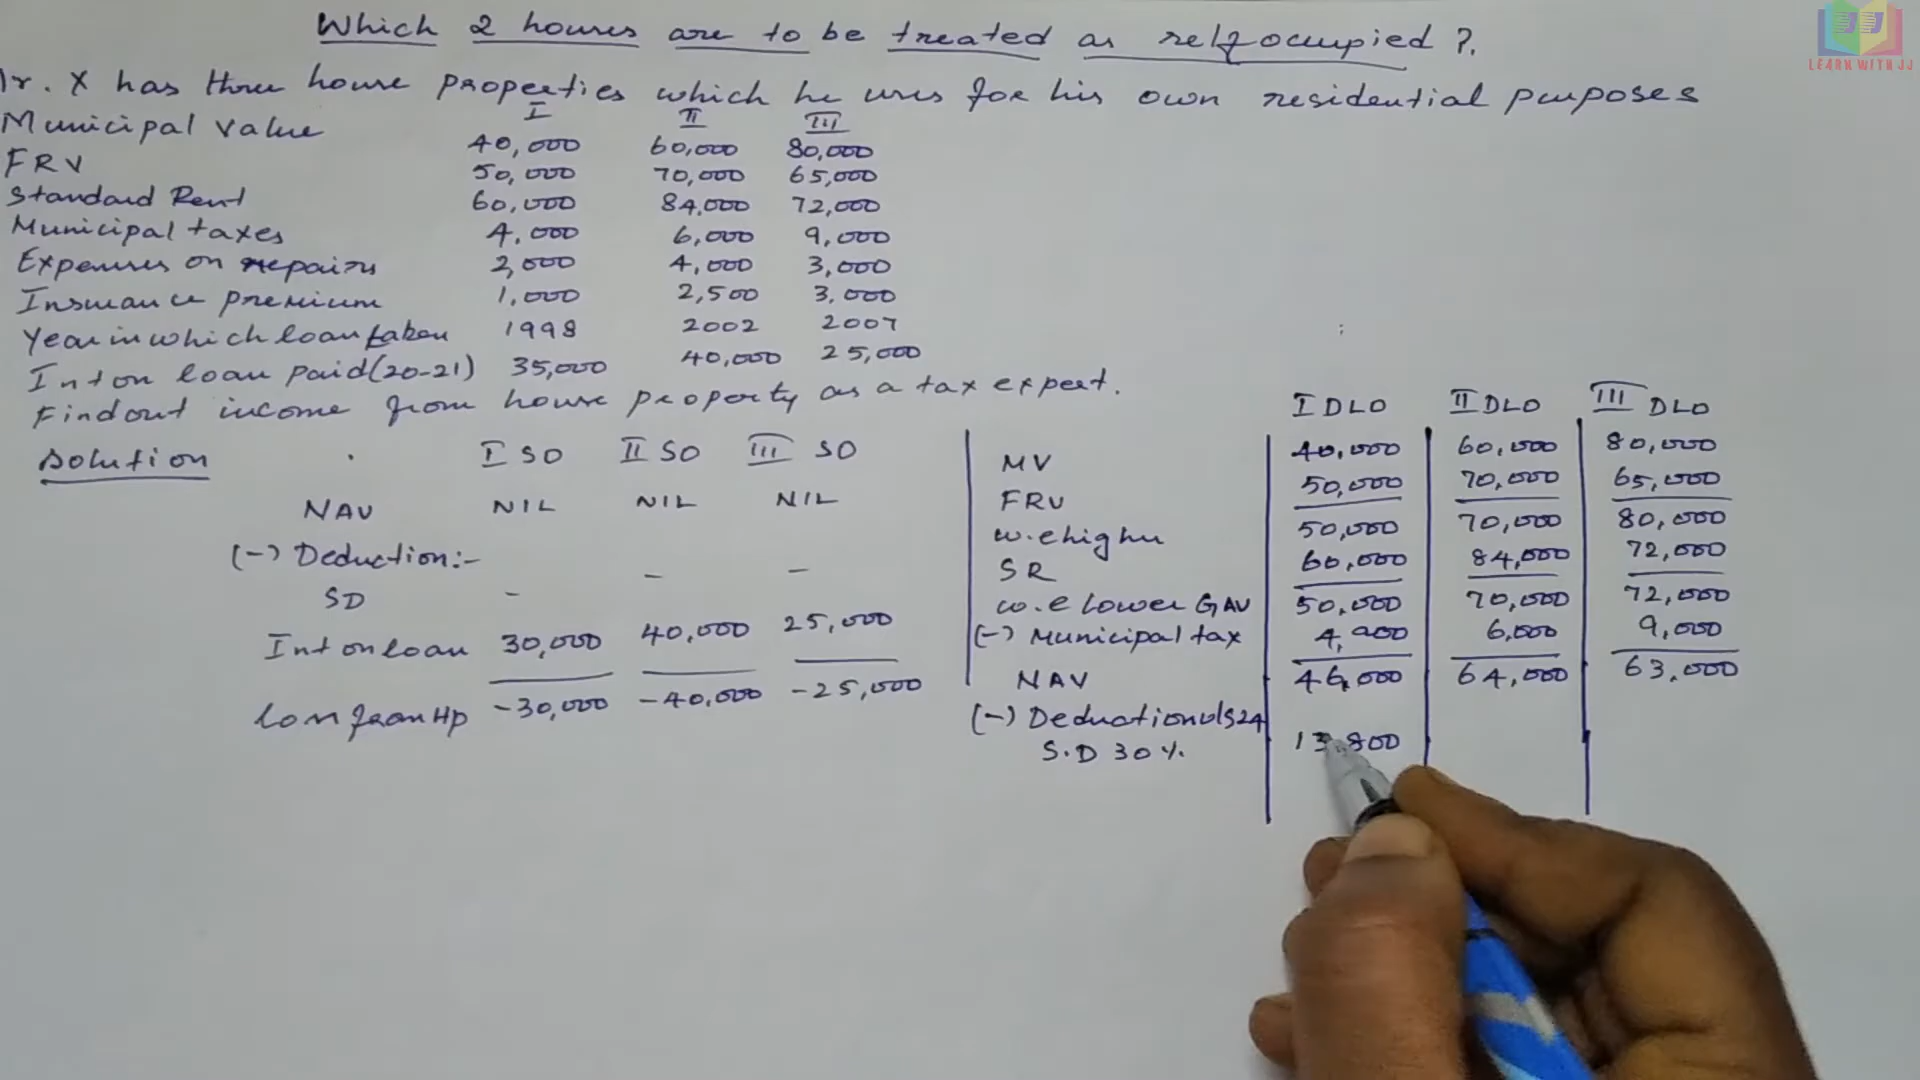 LEARN WITH JJ
Which 2 houses are to be treated as self occupied ?.
Mr. X has three house properties which he uses for his own residential purposes
I II III
Municipal value 40,000 60,000 80,000
FRV 50,000 70,000 65,000
Standard Rent 60,000 84,000 72,000
Municipal taxes 4,000 6,000 9,000
Expenses on repairs 2,000 4,000 3,000
Insurance premium 1,000 2,500 3,000
Year in which loan taken 1998 2002 2007
Int on loan paid (20-21) 35,000 40,000 25,000
Find out income from house property as a tax expert.
Solution
I SO II SO III SO
NAV NIL NIL NIL
(-) Deduction:-
SD - - -
Int on loan 30,000 40,000 25,000
loss from HP -30,000 -40,000 -25,000
I DLO II DLO III DLO
MV 40,000 60,000 80,000
FRV 50,000 70,000 65,000
w.e higher 50,000 70,000 80,000
SR 60,000 84,000 72,000
w.e lower GAV 50,000 70,000 72,000
(-) Municipal tax 4,000 6,000 9,000
NAV 46,000 64,000 63,000
(-) Deduction u/s 24
S.D 30 % 13,800